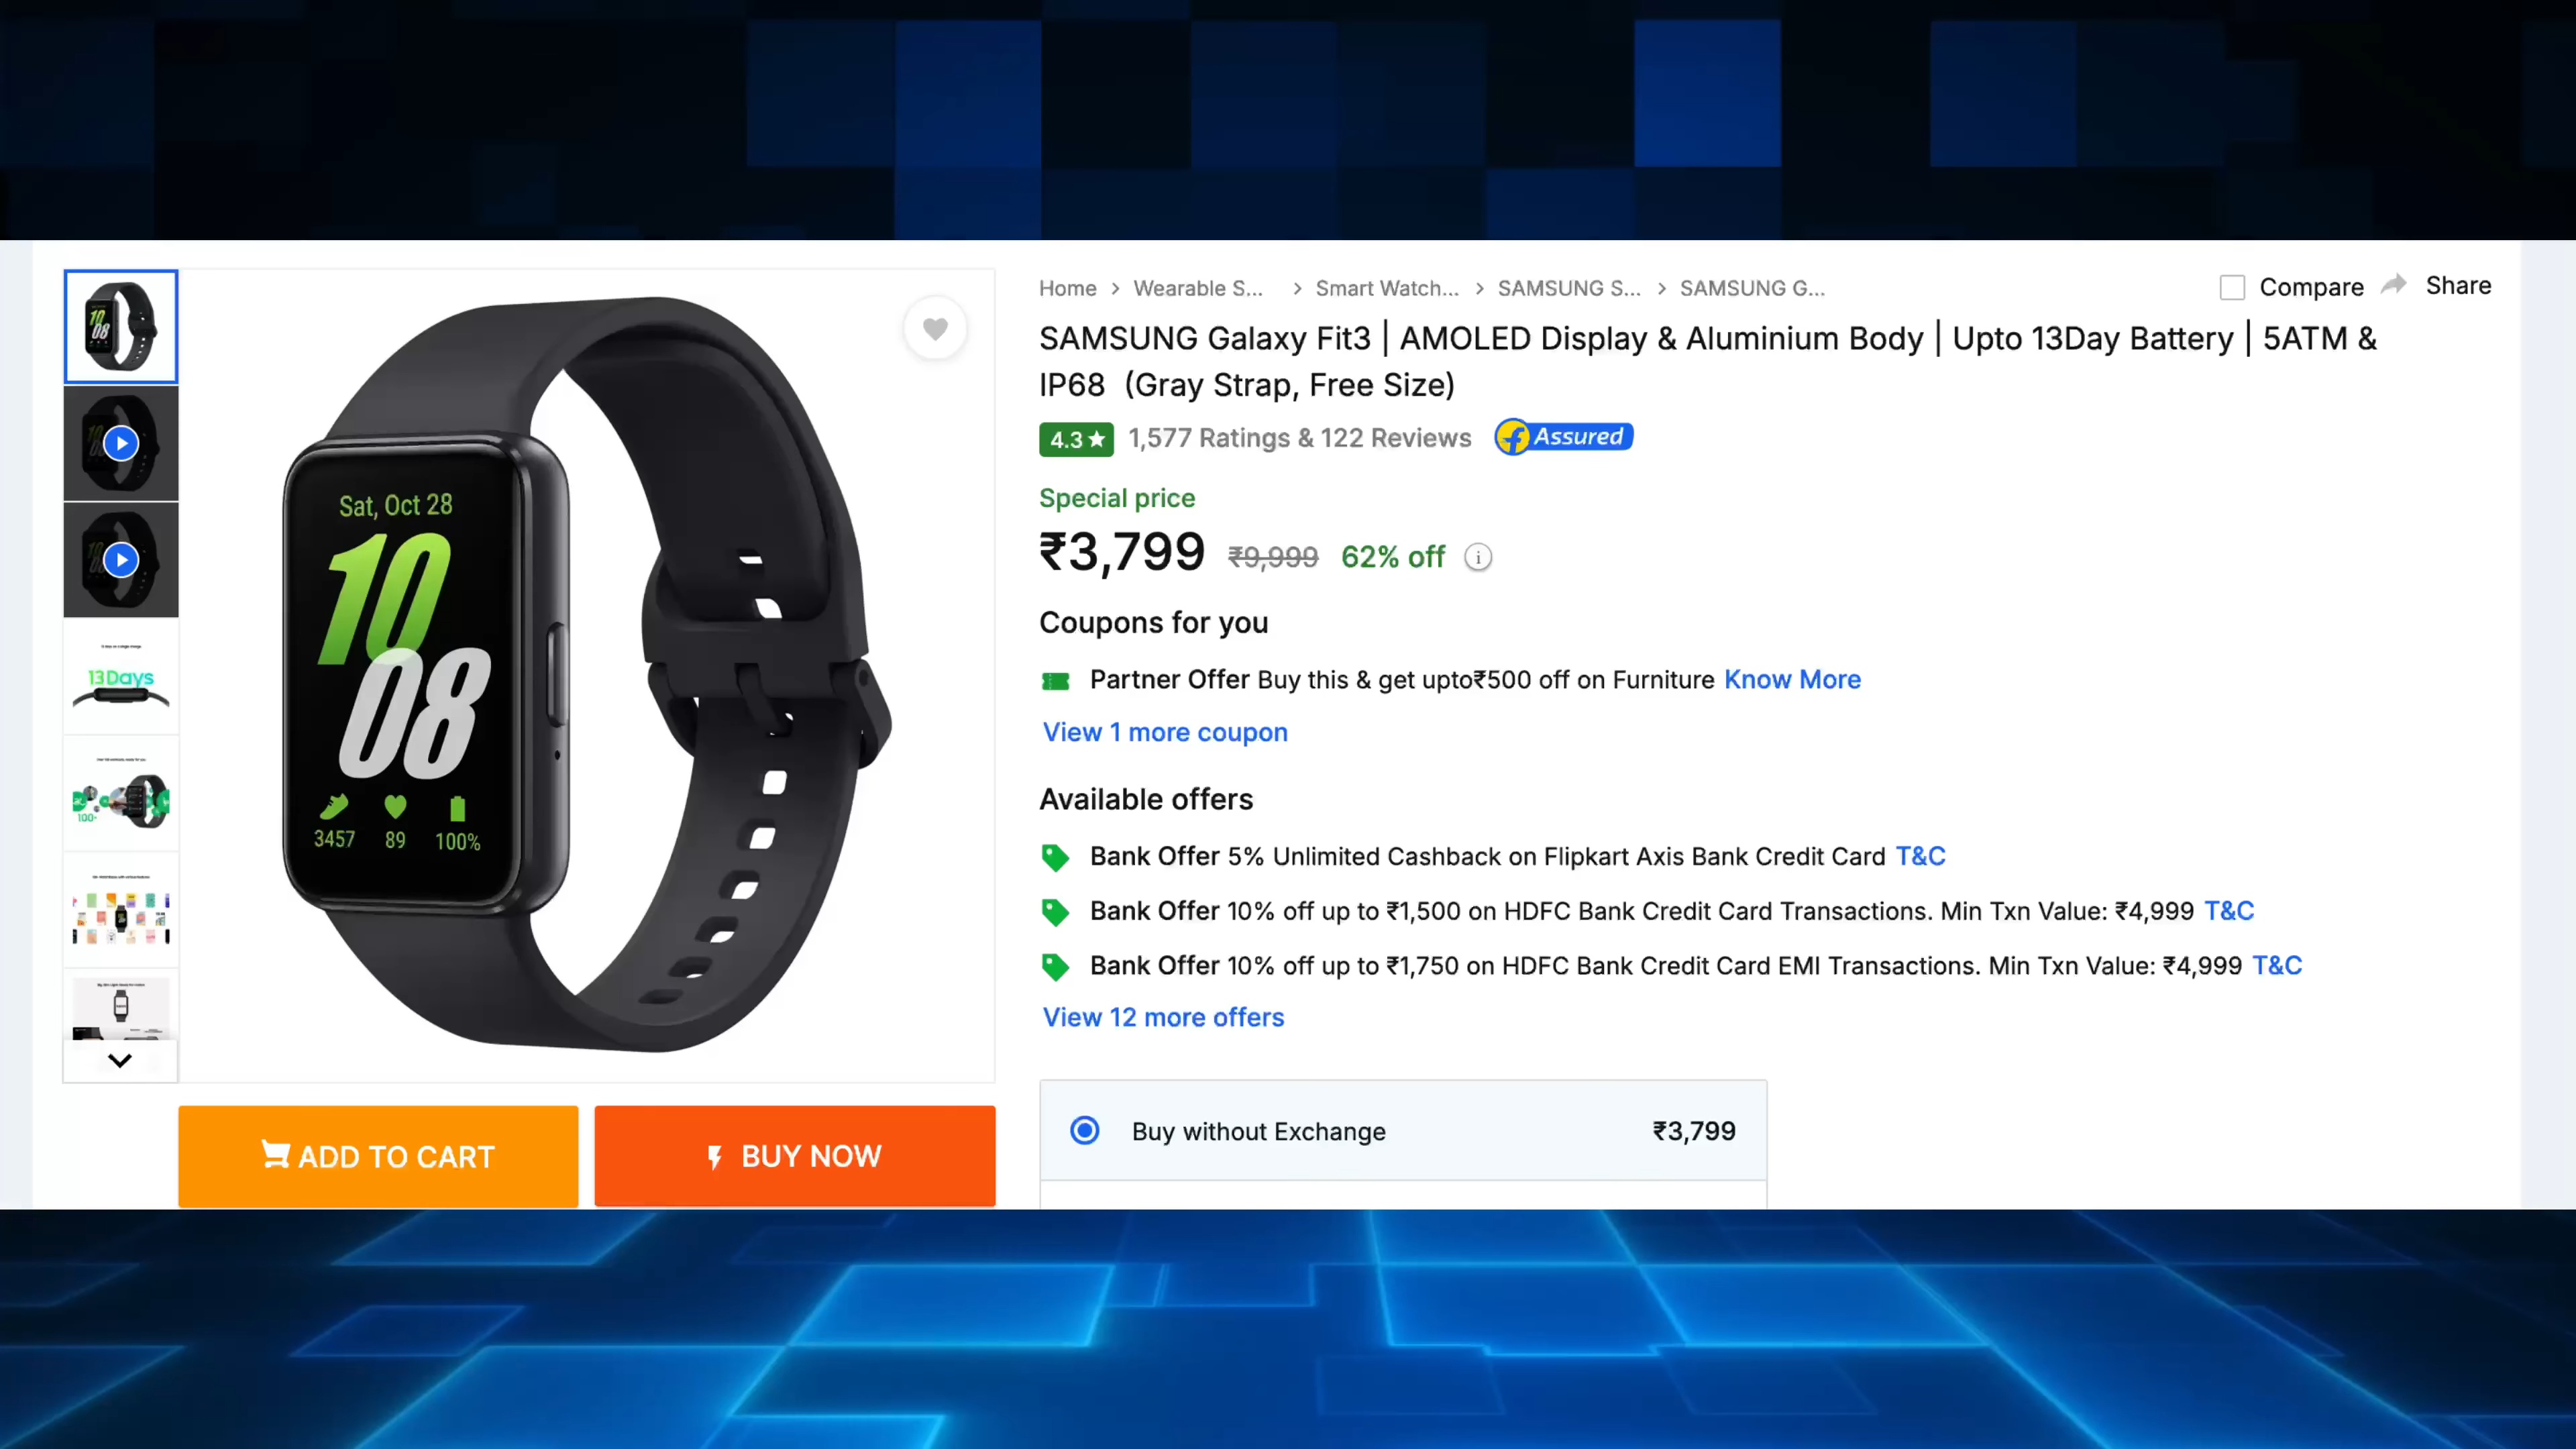 Home > Wearable S... > Smart Watch... > SAMSUNG S... > SAMSUNG G...
Compare Share
SAMSUNG Galaxy Fit3 | AMOLED Display & Aluminium Body | Upto 13Day Battery | 5ATM &
IP68 (Gray Strap, Free Size)
4.3★ 1,577 Ratings & 122 Reviews f Assured
Special price
₹3,799 ₹9,999 62% off i
Coupons for you
Partner Offer Buy this & get upto₹500 off on Furniture Know More
View 1 more coupon
Available offers
Bank Offer 5% Unlimited Cashback on Flipkart Axis Bank Credit Card T&C
Bank Offer 10% off up to ₹1,500 on HDFC Bank Credit Card Transactions. Min Txn Value: ₹4,999 T&C
Bank Offer 10% off up to ₹1,750 on HDFC Bank Credit Card EMI Transactions. Min Txn Value: ₹4,999 T&C
View 12 more offers
Buy without Exchange ₹3,799
Sat, Oct 28
10
08
3457 89 100%
10
08
13Days
100+
ADD TO CART
BUY NOW